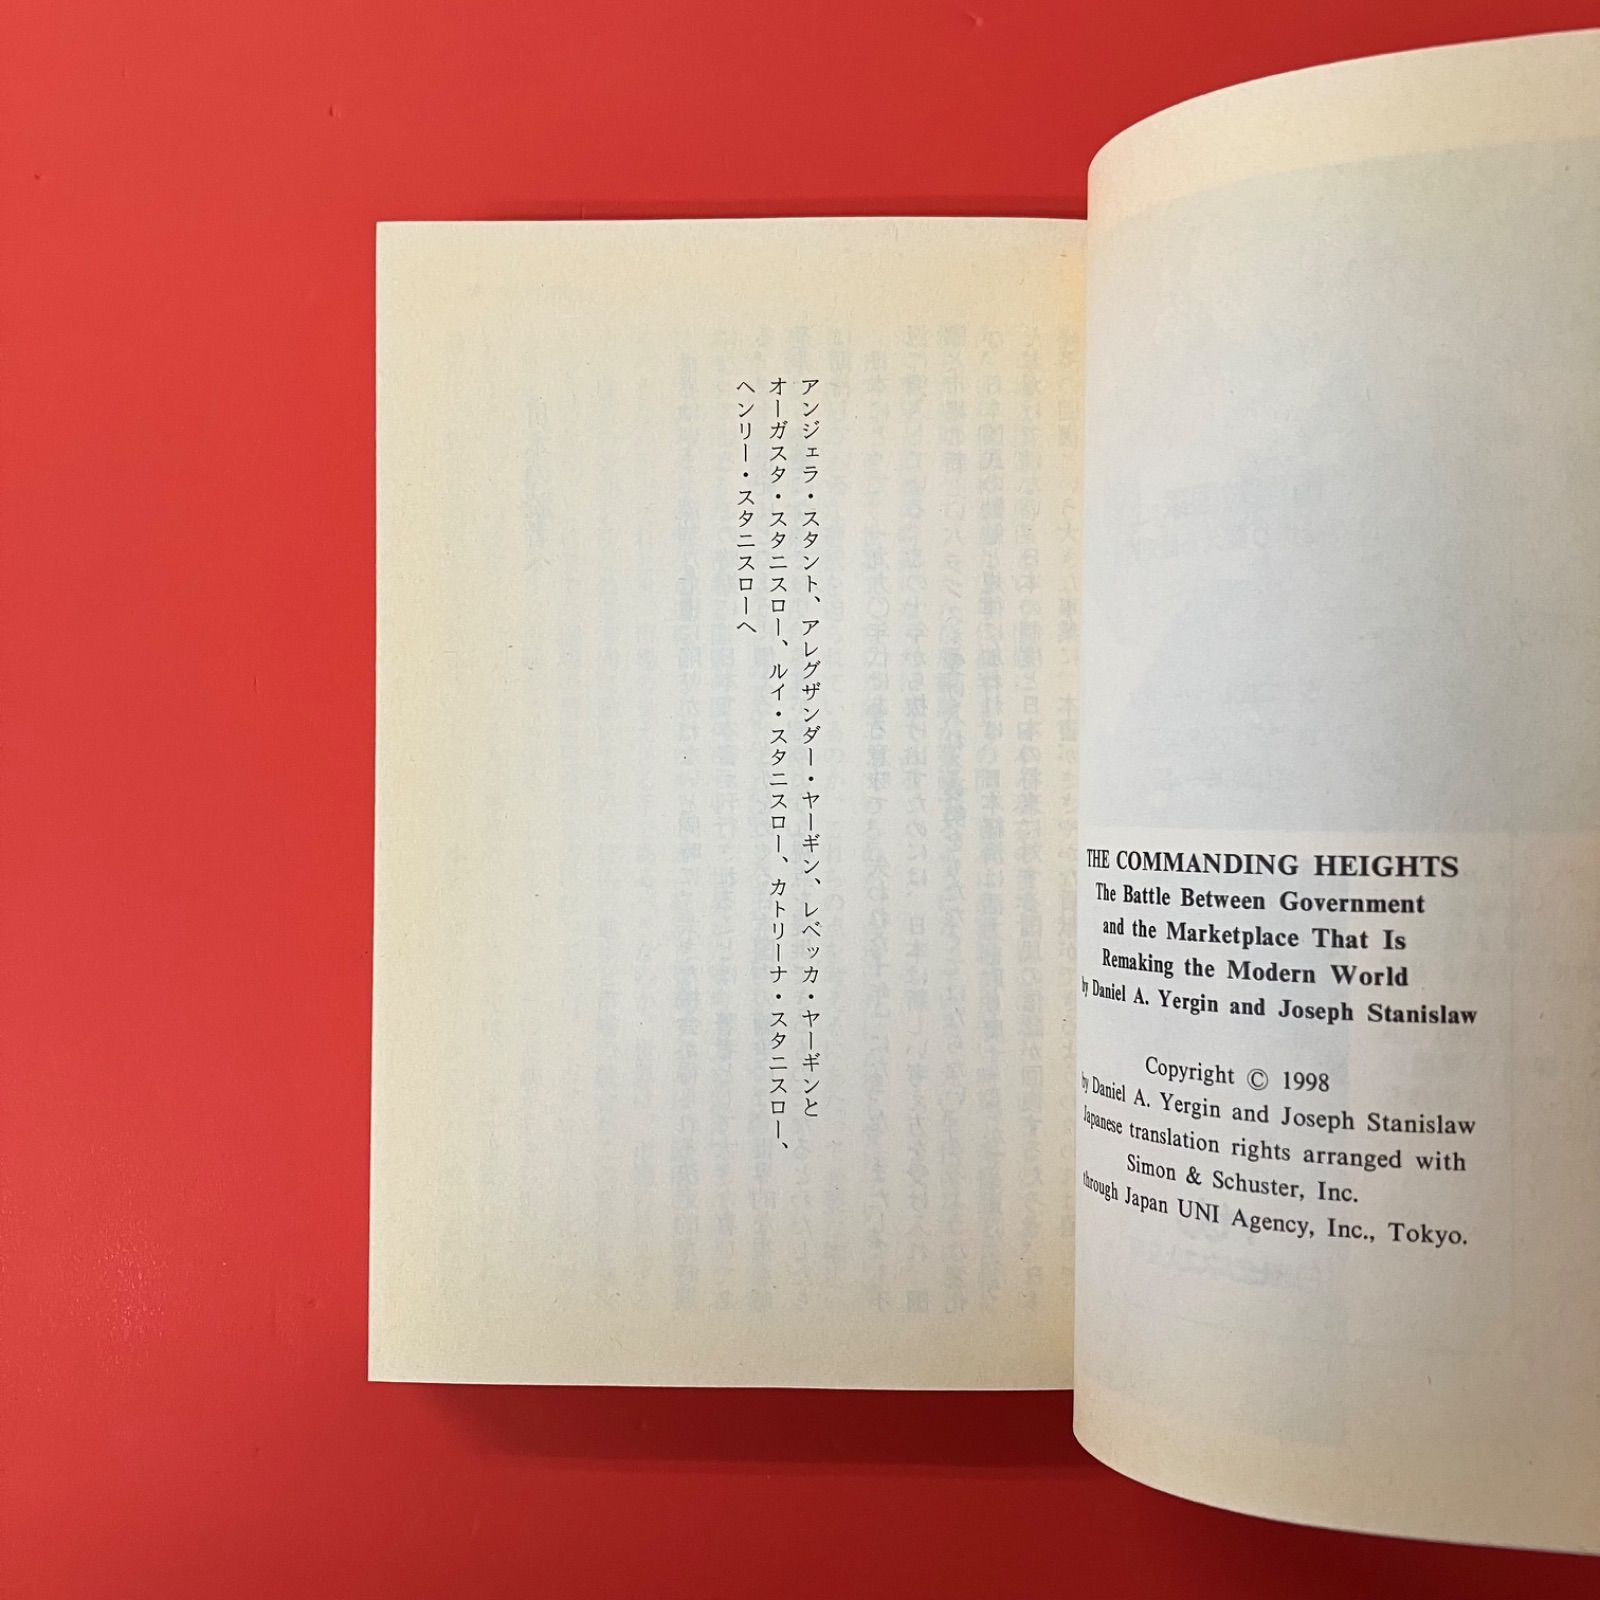 THE COMMANDING HEIGHTS
The Battle Between Government
and the Marketplace That Is
Remaking the Modern World
by Daniel A. Yergin and Joseph Stanislaw
Copyright © 1998
by Daniel A. Yergin and Joseph Stanislaw
Japanese translation rights arranged with
Simon & Schuster, Inc.
through Japan UNI Agency, Inc., Tokyo.
アンジェラ・スタント、アレグザンダー・ヤーギン、レベッカ・ヤーギンと
オーガスタ・スタニスロー、ルイ・スタニスロー、カトリーナ・スタニスロー、
ヘンリー・スタニスローへ